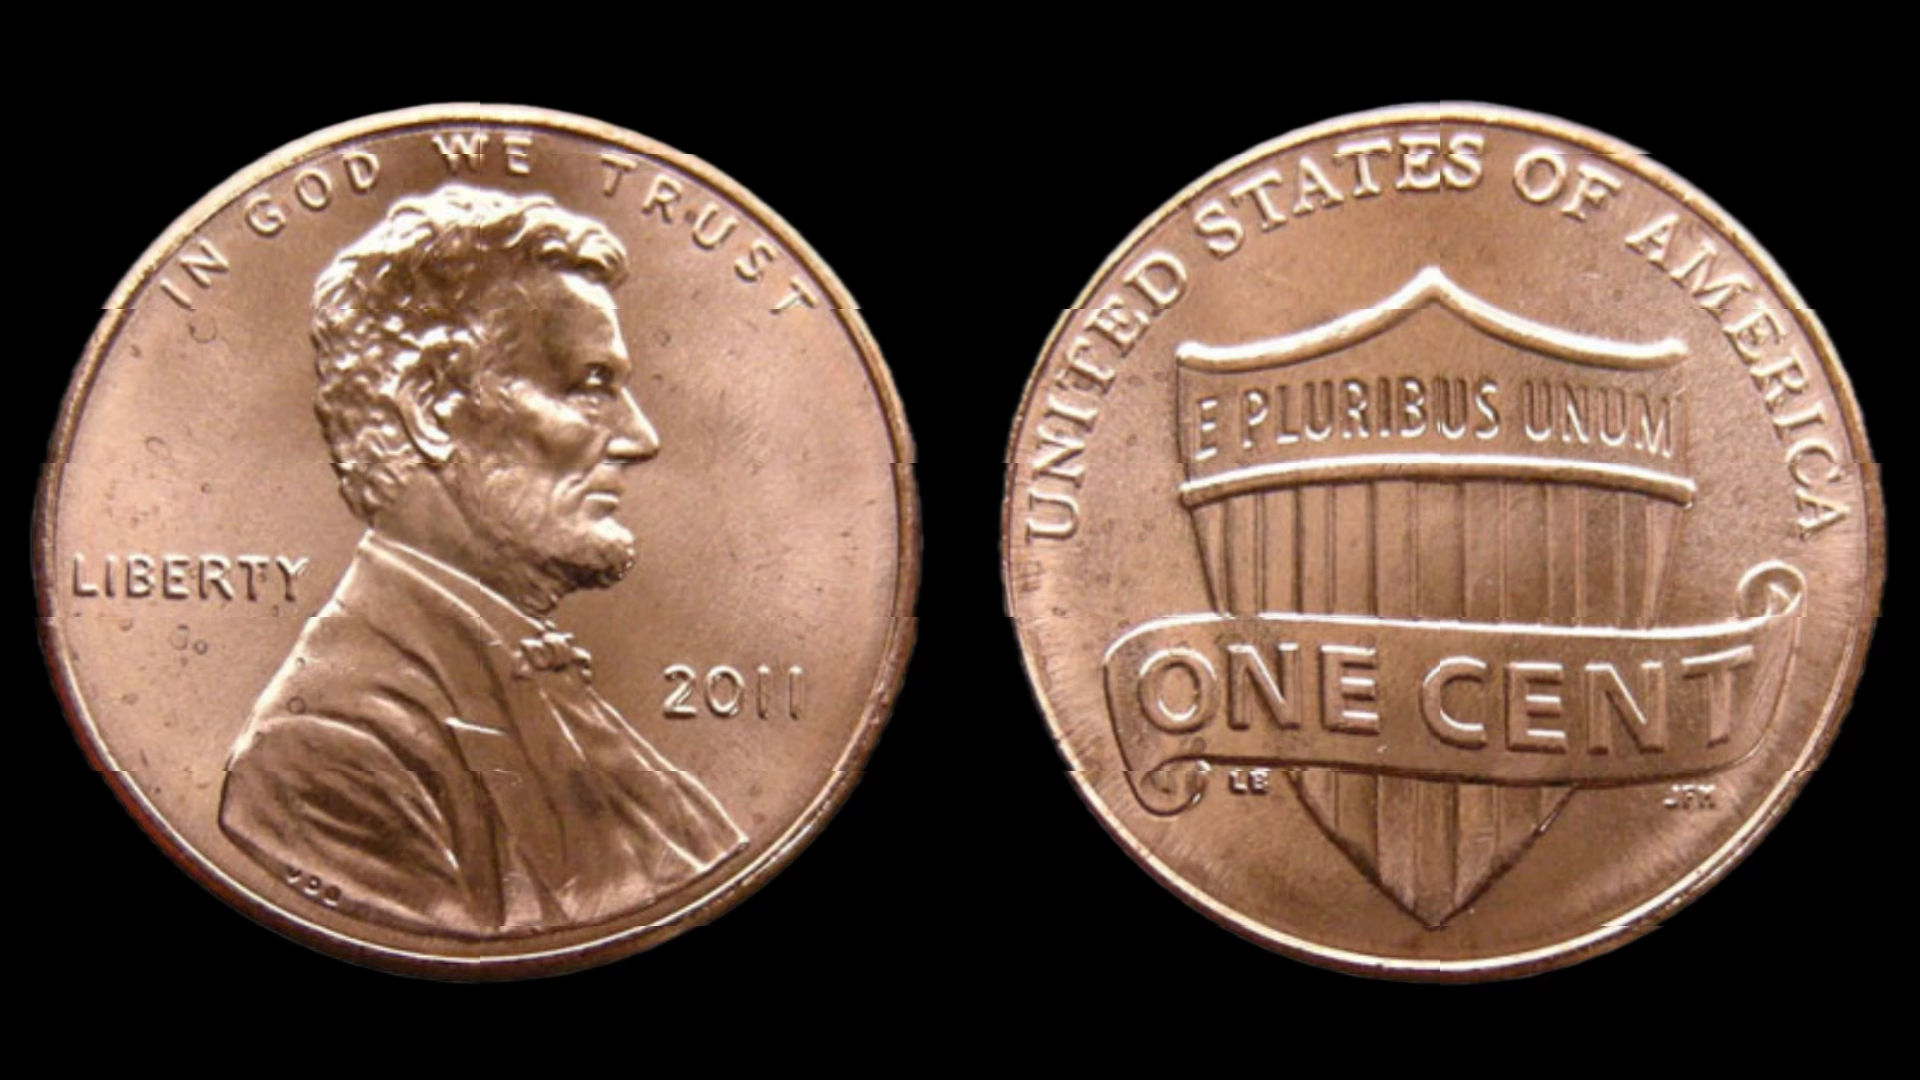 IN GOD WE TRUST
LIBERTY
2011
VDB
UNITED STATES OF AMERICA
E PLURIBUS UNUM
ONE CENT
LB
JFM